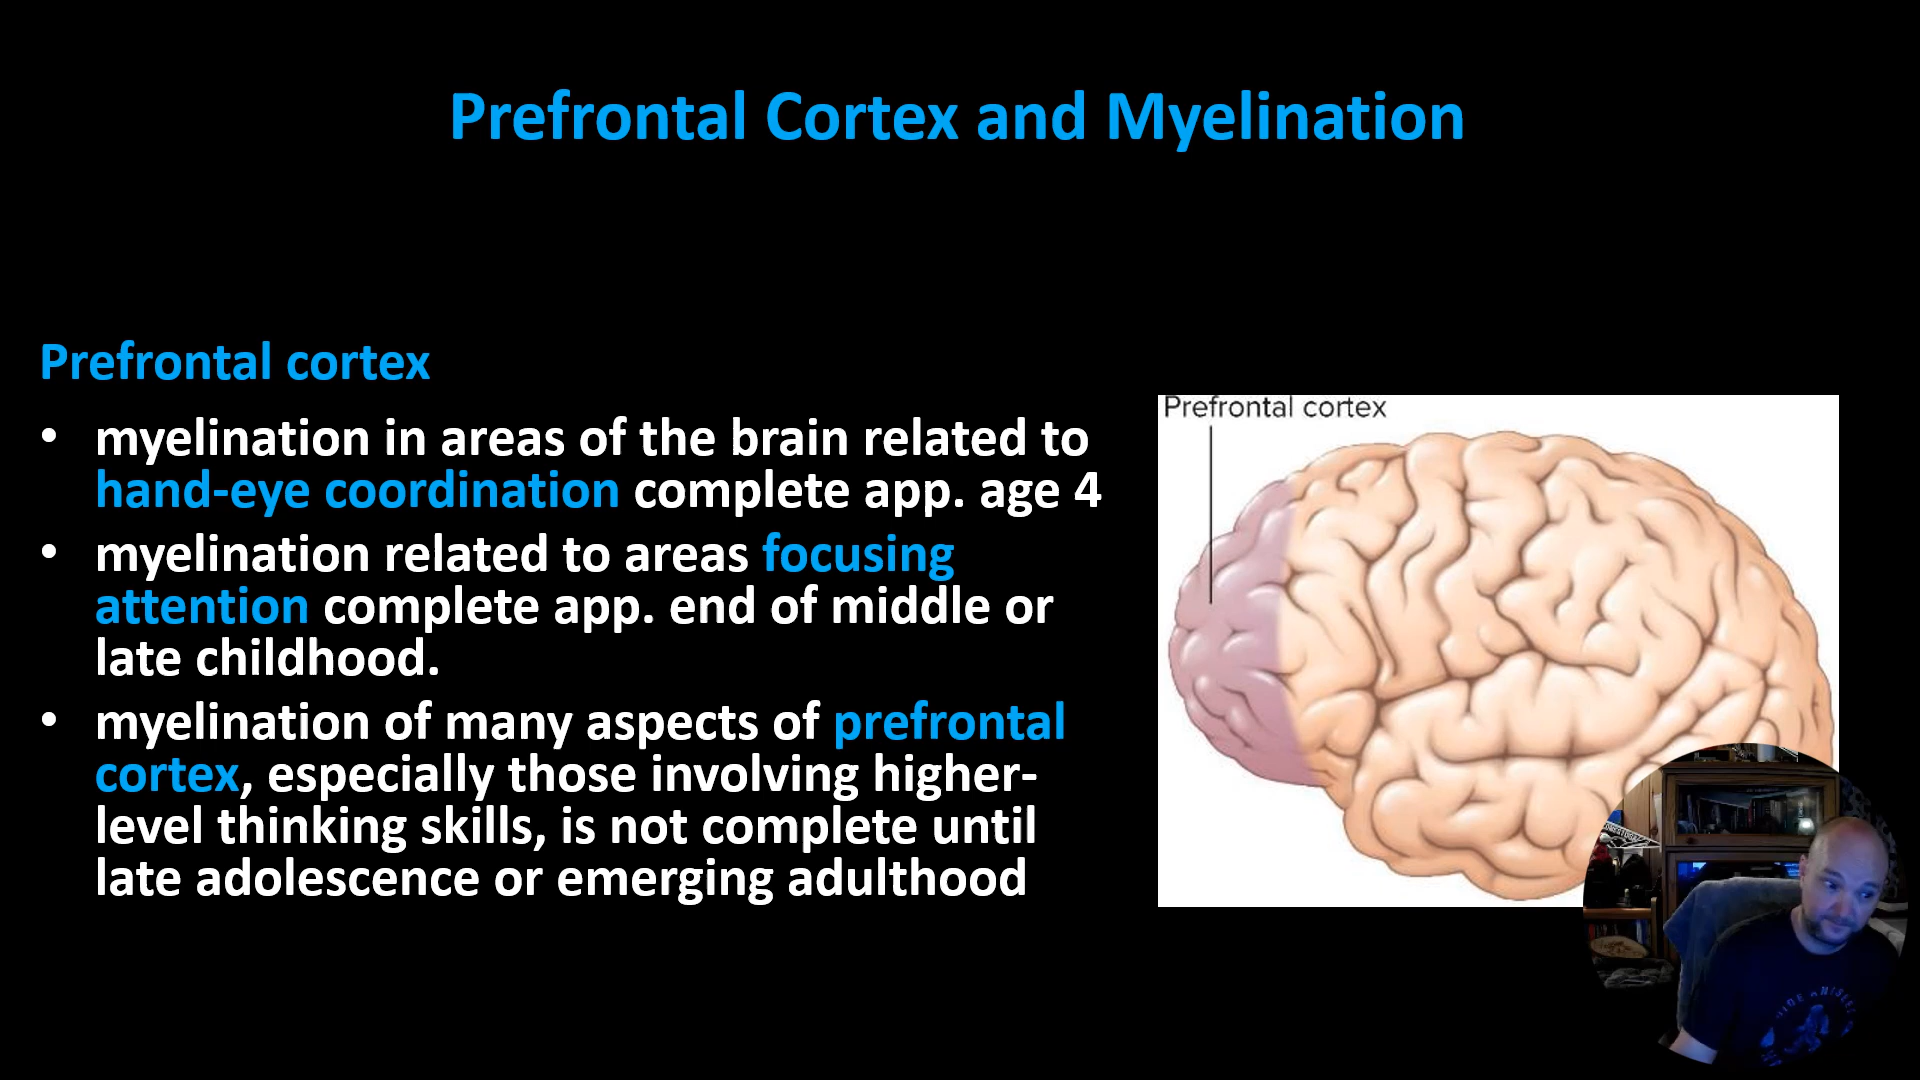 Prefrontal Cortex and Myelination
Prefrontal cortex
• myelination in areas of the brain related to
hand-eye coordination complete app. age 4
• myelination related to areas focusing
attention complete app. end of middle or
late childhood.
• myelination of many aspects of prefrontal
cortex, especially those involving higher-
level thinking skills, is not complete until
late adolescence or emerging adulthood
Prefrontal cortex